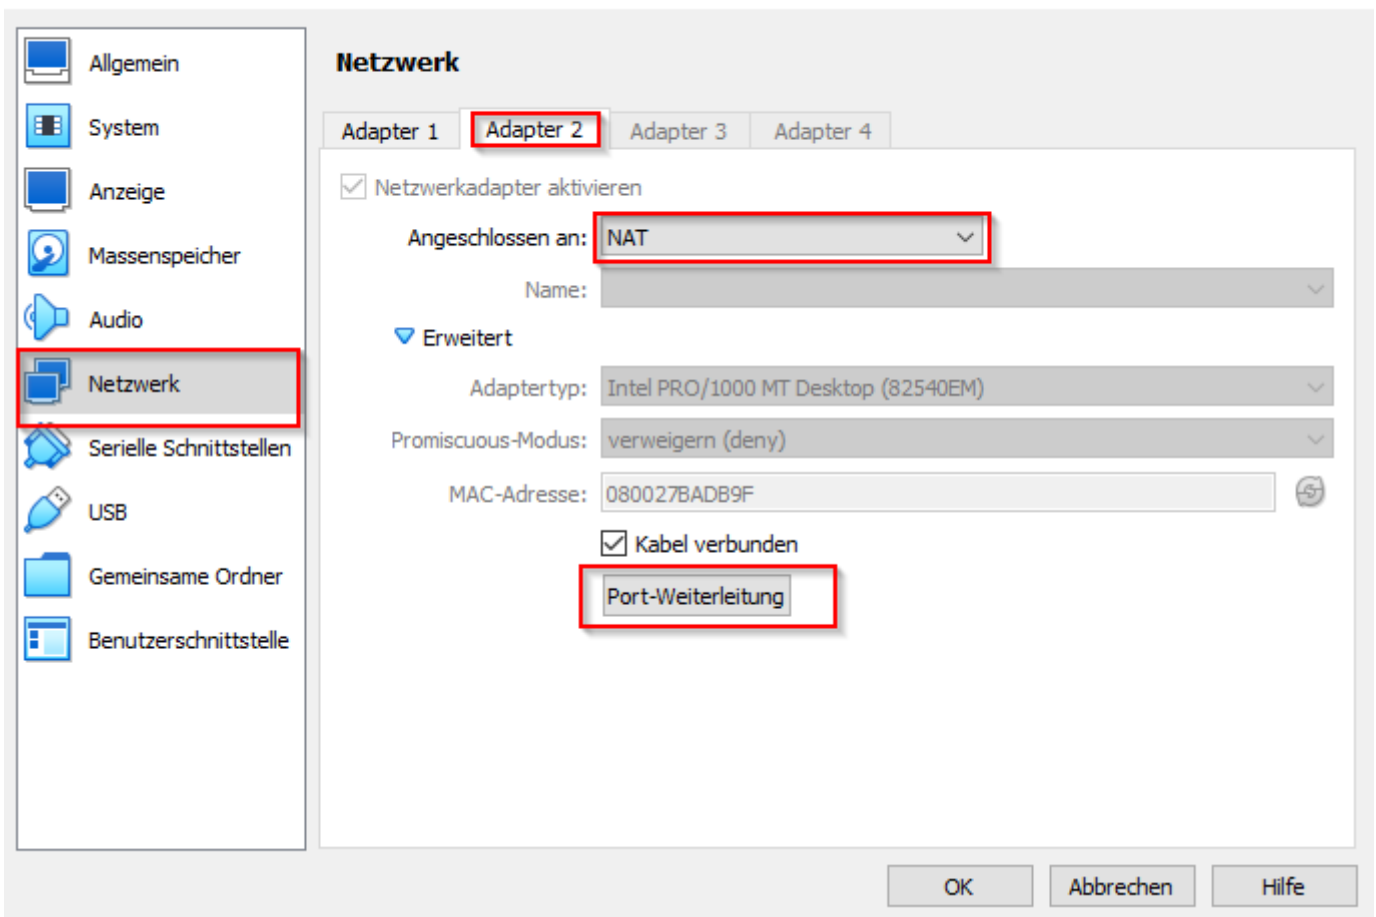 Allgemein
System
Anzeige
Massenspeicher
Audio
Netzwerk
Serielle Schnittstellen
USB
Gemeinsame Ordner
Benutzerschnittstelle
Netzwerk
Adapter 1 Adapter 2 Adapter 3 Adapter 4
Netzwerkadapter aktivieren
Angeschlossen an: NAT
Name:
Erweitert
Adaptertyp: Intel PRO/1000 MT Desktop (82540EM)
Promiscuous-Modus: verweigern (deny)
MAC-Adresse: 080027BADB9F
Kabel verbunden
Port-Weiterleitung
OK Abbrechen Hilfe